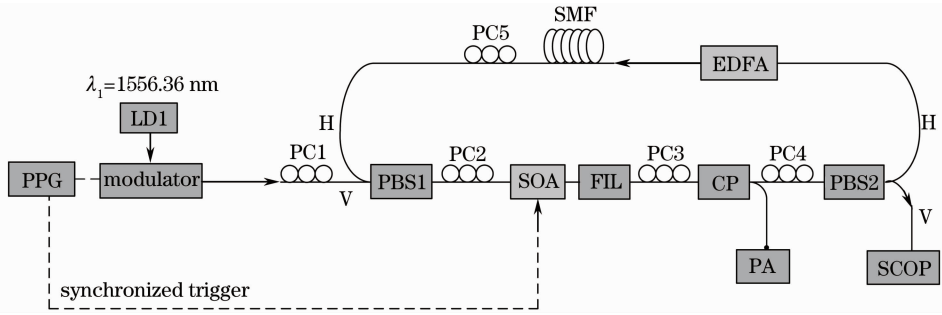 SMF
PC5
EDFA
λ₁=1556.36 nm
LD1
H
H
PC1
PC2
PC3
PC4
PPG
modulator
PBS1
SOA
FIL
CP
PBS2
V
V
PA
SCOP
synchronized trigger